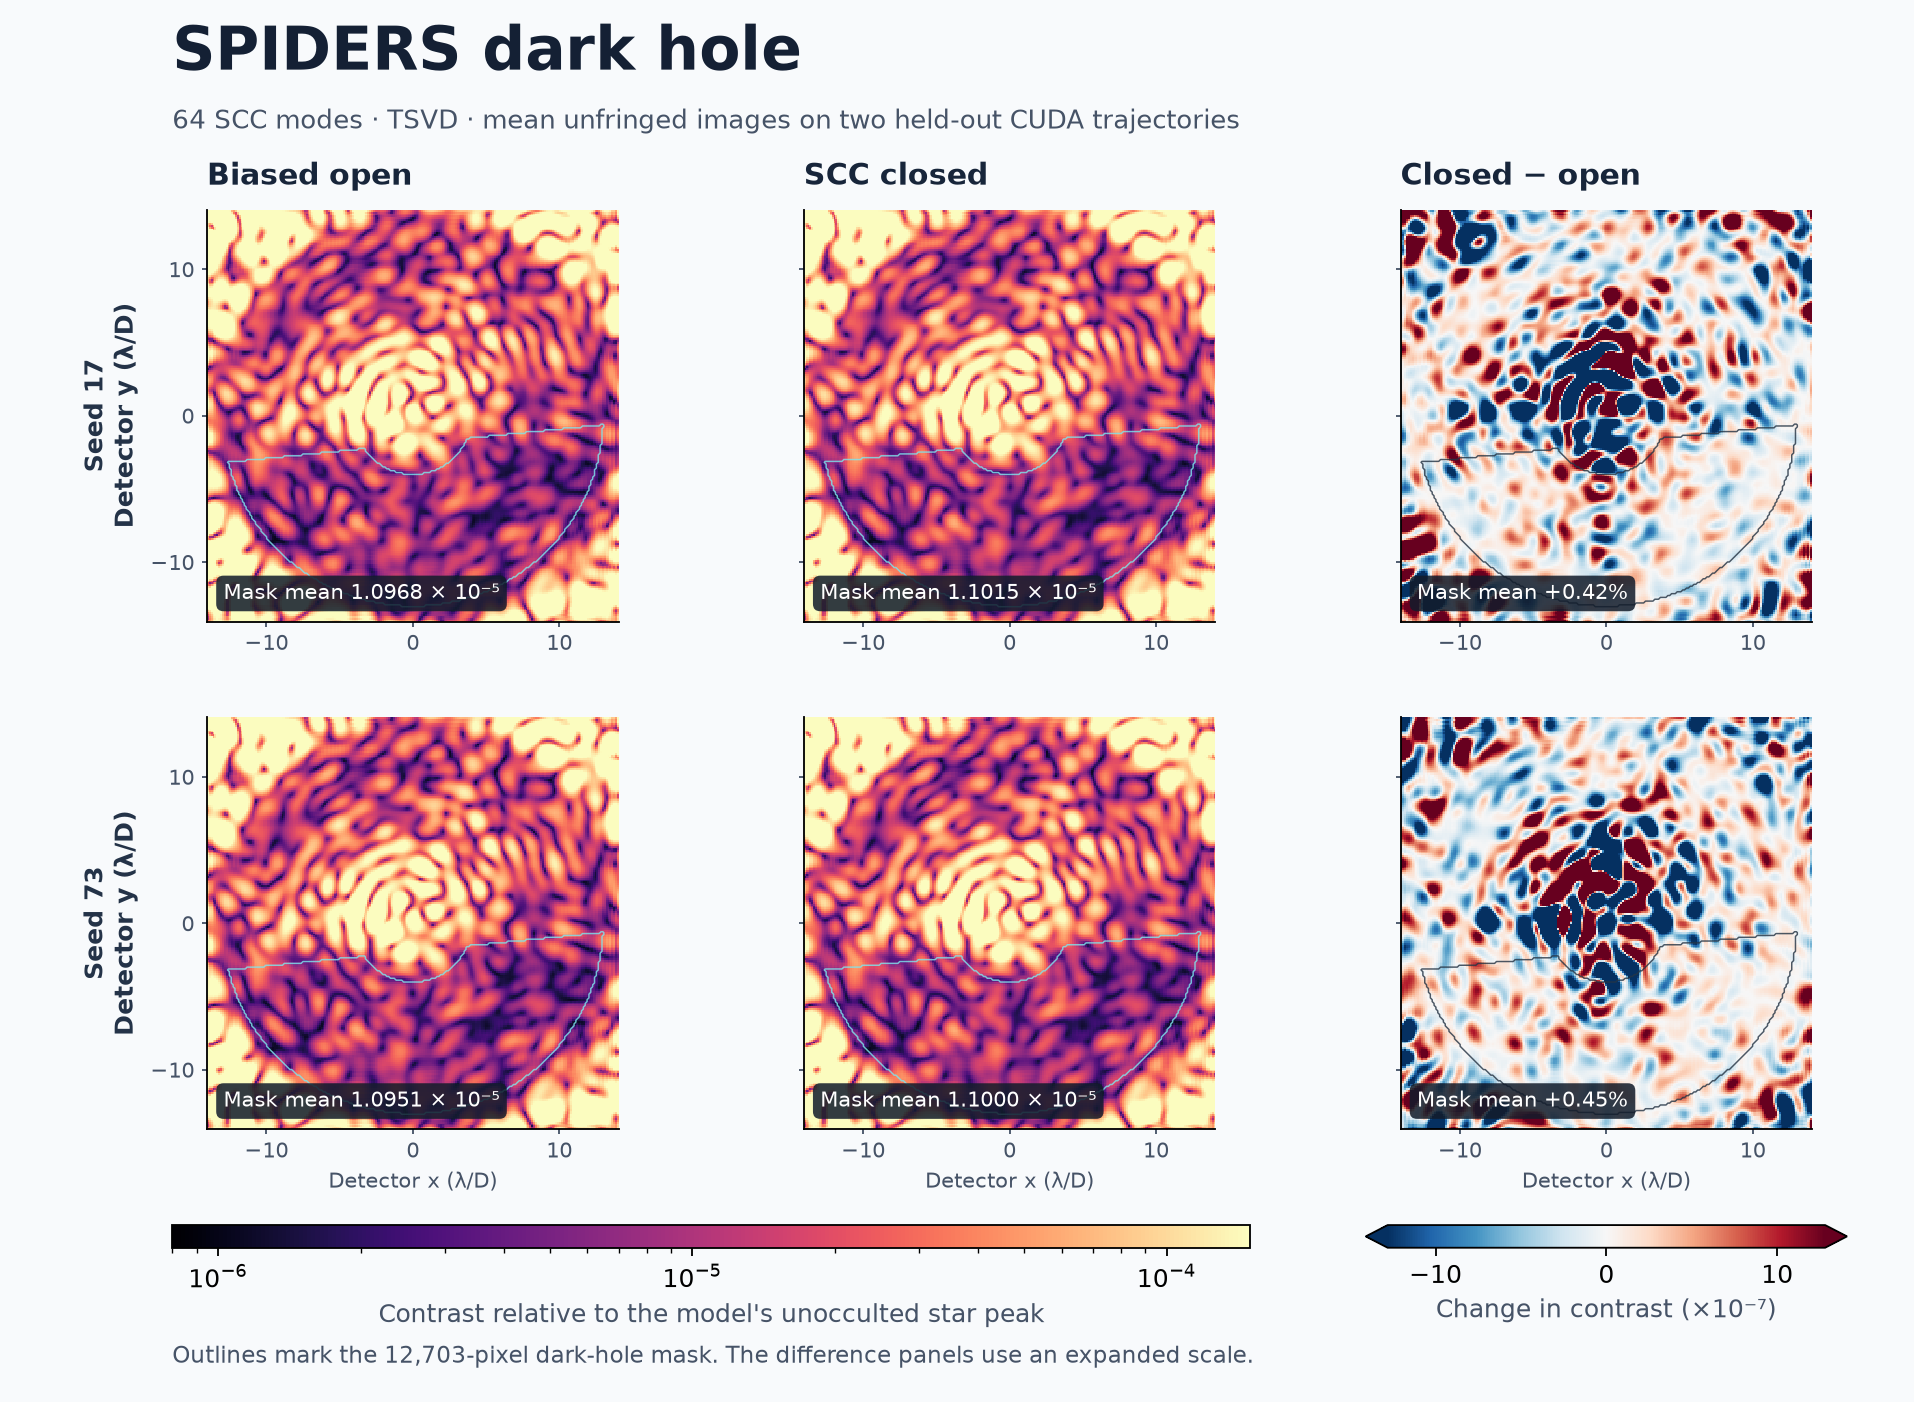 SPIDERS dark hole
64 SCC modes · TSVD · mean unfringed images on two held-out CUDA trajectories
Biased open
SCC closed
Closed − open
Seed 17
Detector y (λ/D)
10
0
−10
Mask mean 1.0968 × 10⁻⁵
Mask mean 1.1015 × 10⁻⁵
Mask mean +0.42%
−10 0 10
−10 0 10
−10 0 10
Seed 73
Detector y (λ/D)
10
0
−10
Mask mean 1.0951 × 10⁻⁵
Mask mean 1.1000 × 10⁻⁵
Mask mean +0.45%
−10 0 10
−10 0 10
−10 0 10
Detector x (λ/D)
Detector x (λ/D)
Detector x (λ/D)
10⁻⁶ 10⁻⁵ 10⁻⁴
Contrast relative to the model's unocculted star peak
−10 0 10
Change in contrast (×10⁻⁷)
Outlines mark the 12,703-pixel dark-hole mask. The difference panels use an expanded scale.